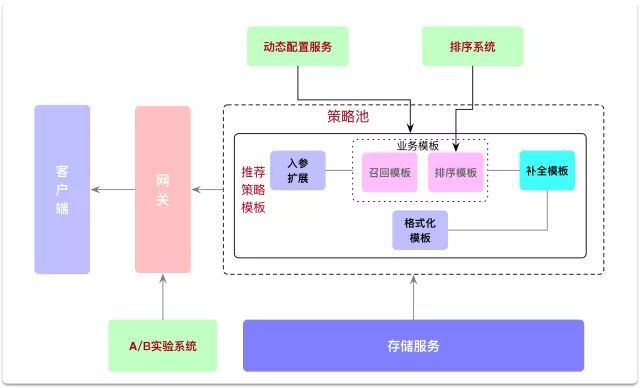 动态配置服务
排序系统
策略池
客户端
网关
推荐
策略
模板
入参
扩展
业务模板
召回模板
排序模板
补全模板
格式化
模板
A/B实验系统
存储服务